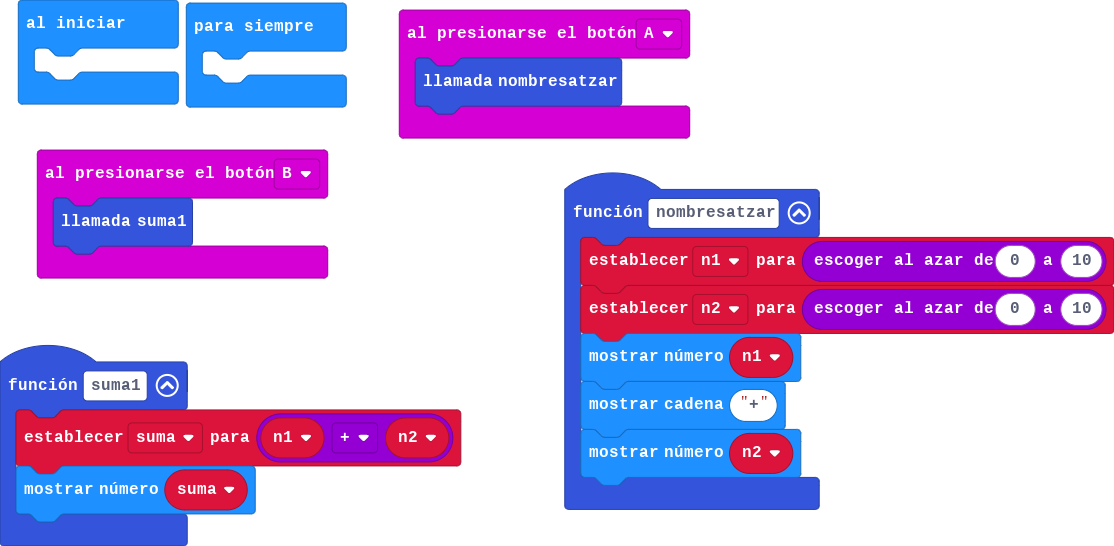 al iniciar
para siempre
al presionarse el botón A
llamada nombresatzar
al presionarse el botón B
llamada suma1
función nombresatzar
establecer n1 para escoger al azar de 0 a 10
establecer n2 para escoger al azar de 0 a 10
mostrar número n1
mostrar cadena "+"
mostrar número n2
función suma1
establecer suma para n1 + n2
mostrar número suma